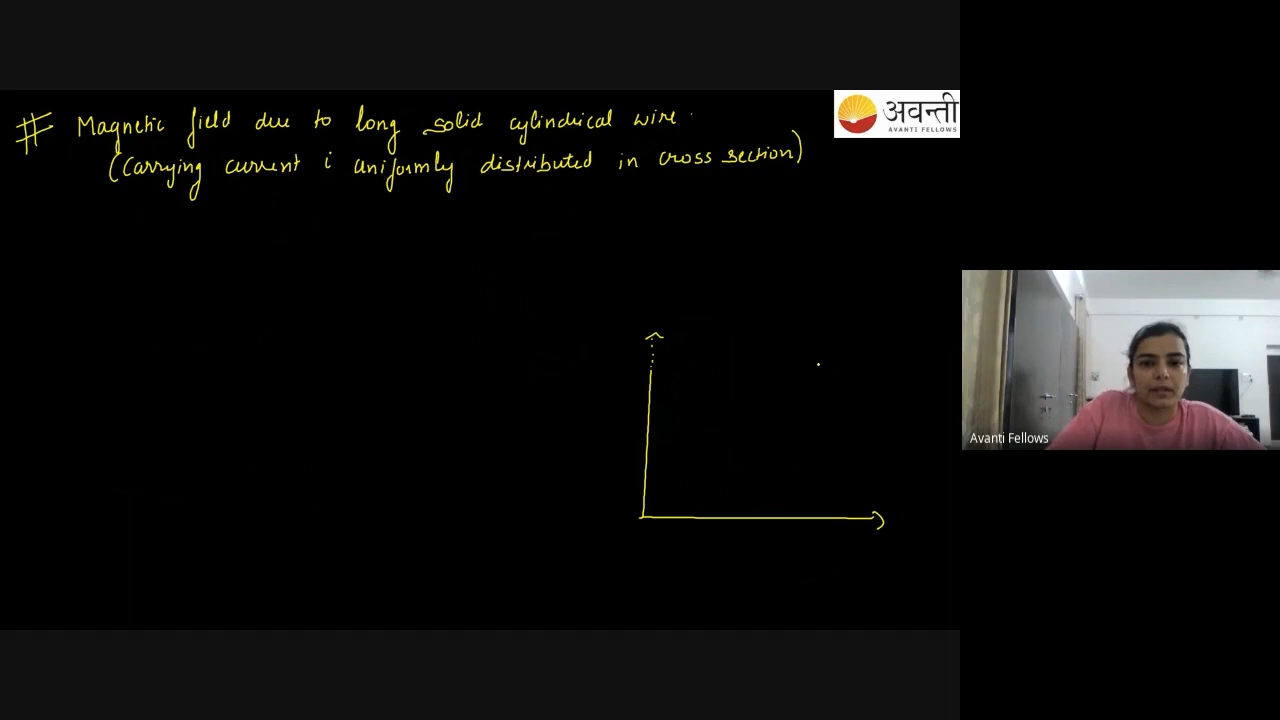 # Magnetic field due to long solid cylindrical wire.
(Carrying current i uniformly distributed in cross section)
अवन्ती
AVANTI FELLOWS
Avanti Fellows